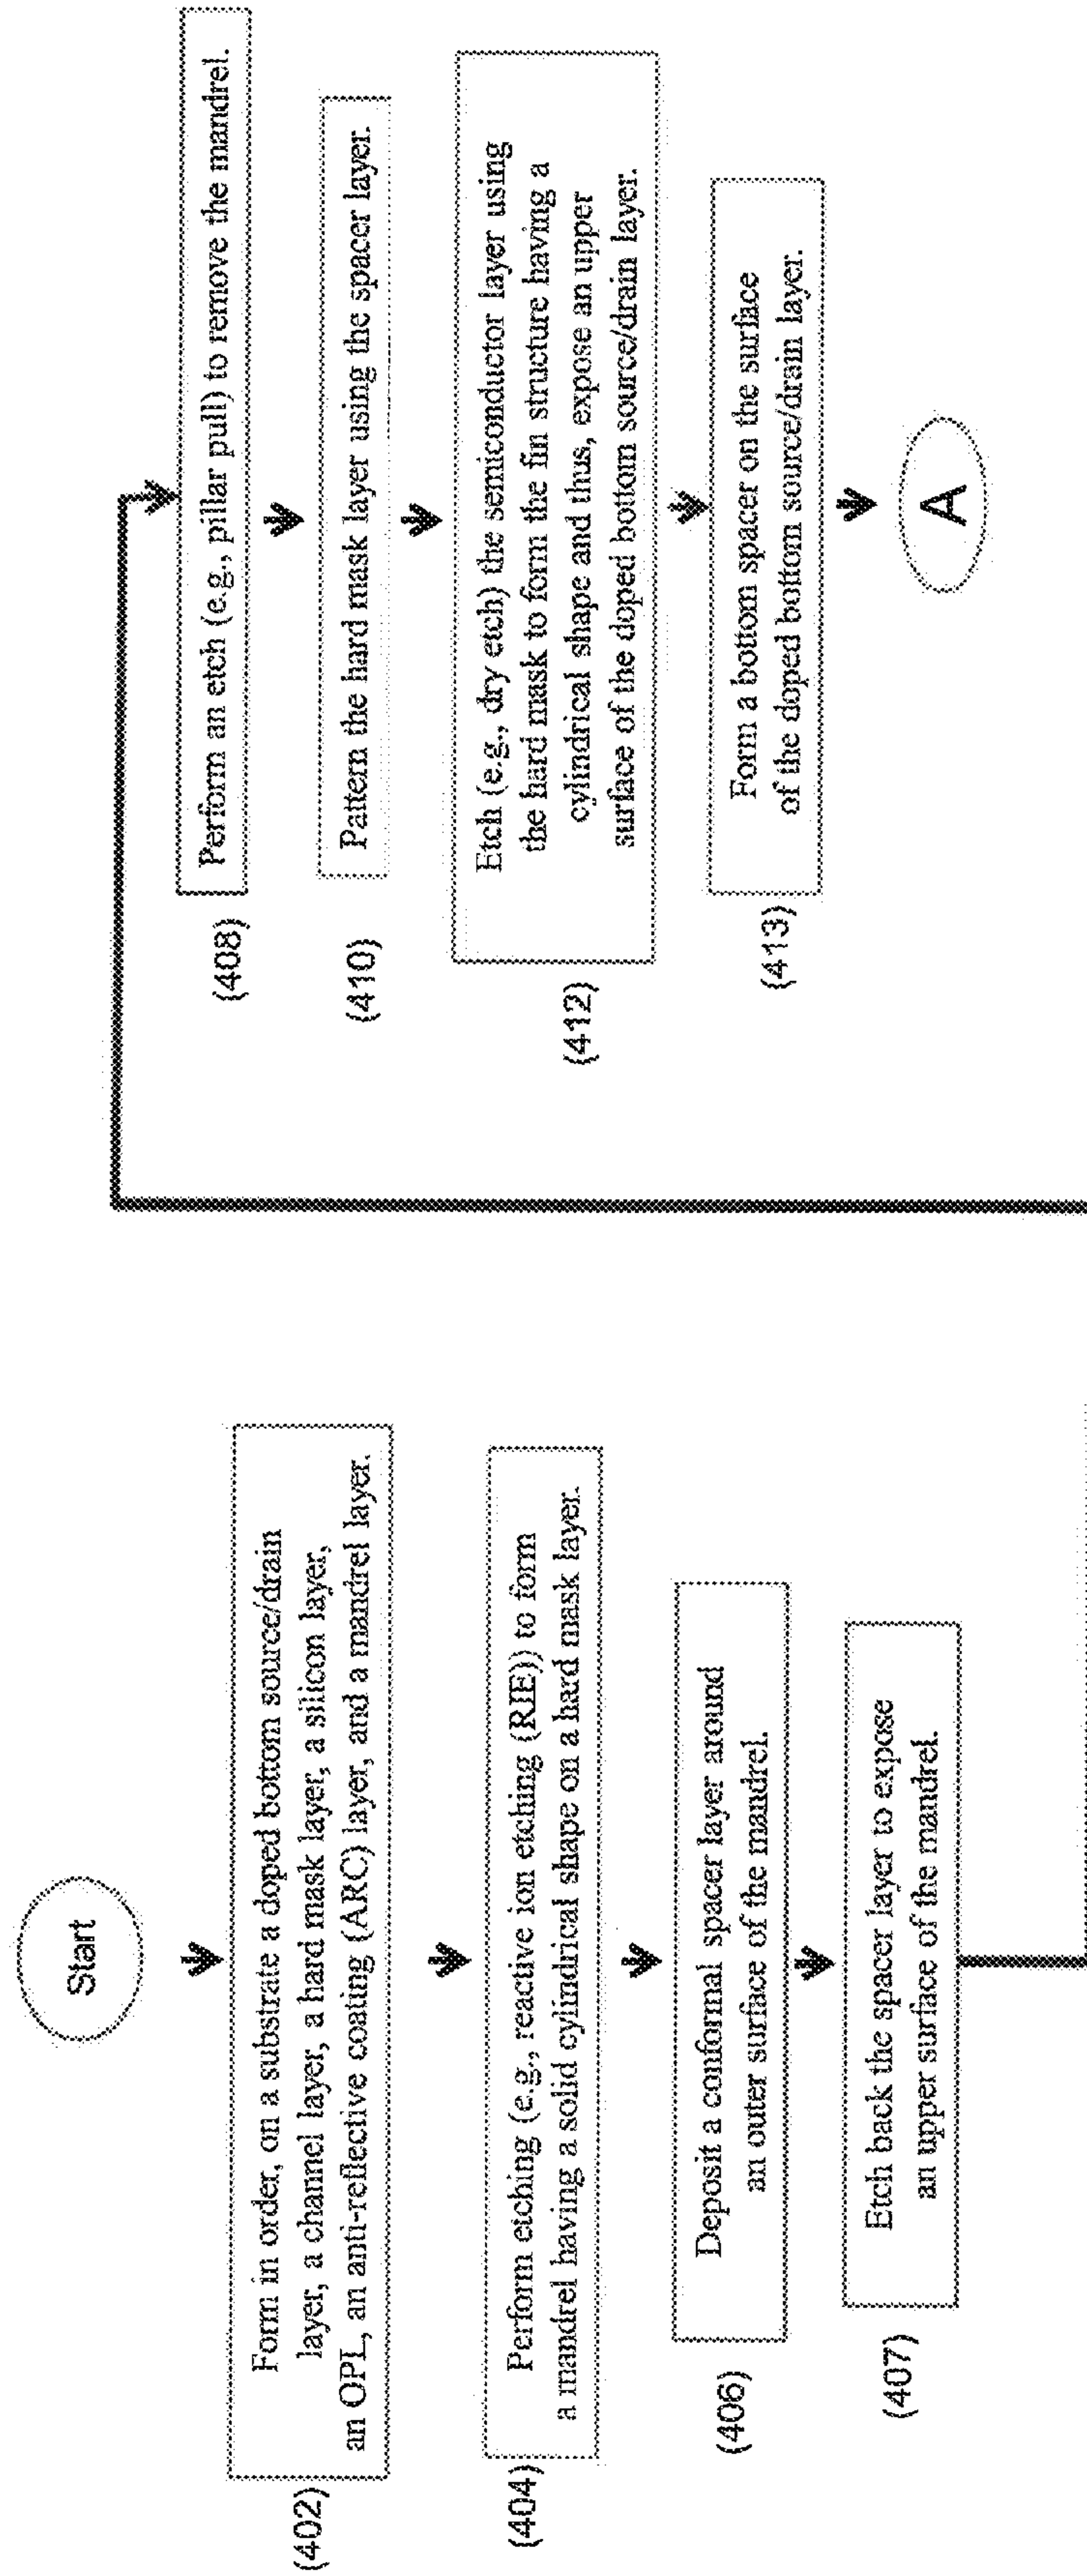 Start
(402)
Form in order, on a substrate a doped bottom source/drain
layer, a channel layer, a hard mask layer, a silicon layer,
an OPL, an anti-reflective coating (ARC) layer, and a mandrel layer.
(404)
Perform etching (e.g., reactive ion etching (RIE)) to form
a mandrel having a solid cylindrical shape on a hard mask layer.
(406)
Deposit a conformal spacer layer around
an outer surface of the mandrel.
(407)
Etch back the spacer layer to expose
an upper surface of the mandrel.
(408)
Perform an etch (e.g., pillar pull) to remove the mandrel.
(410)
Pattern the hard mask layer using the spacer layer.
(412)
Etch (e.g., dry etch) the semiconductor layer using
the hard mask to form the fin structure having a
cylindrical shape and thus, expose an upper
surface of the doped bottom source/drain layer.
(413)
Form a bottom spacer on the surface
of the doped bottom source/drain layer.
A